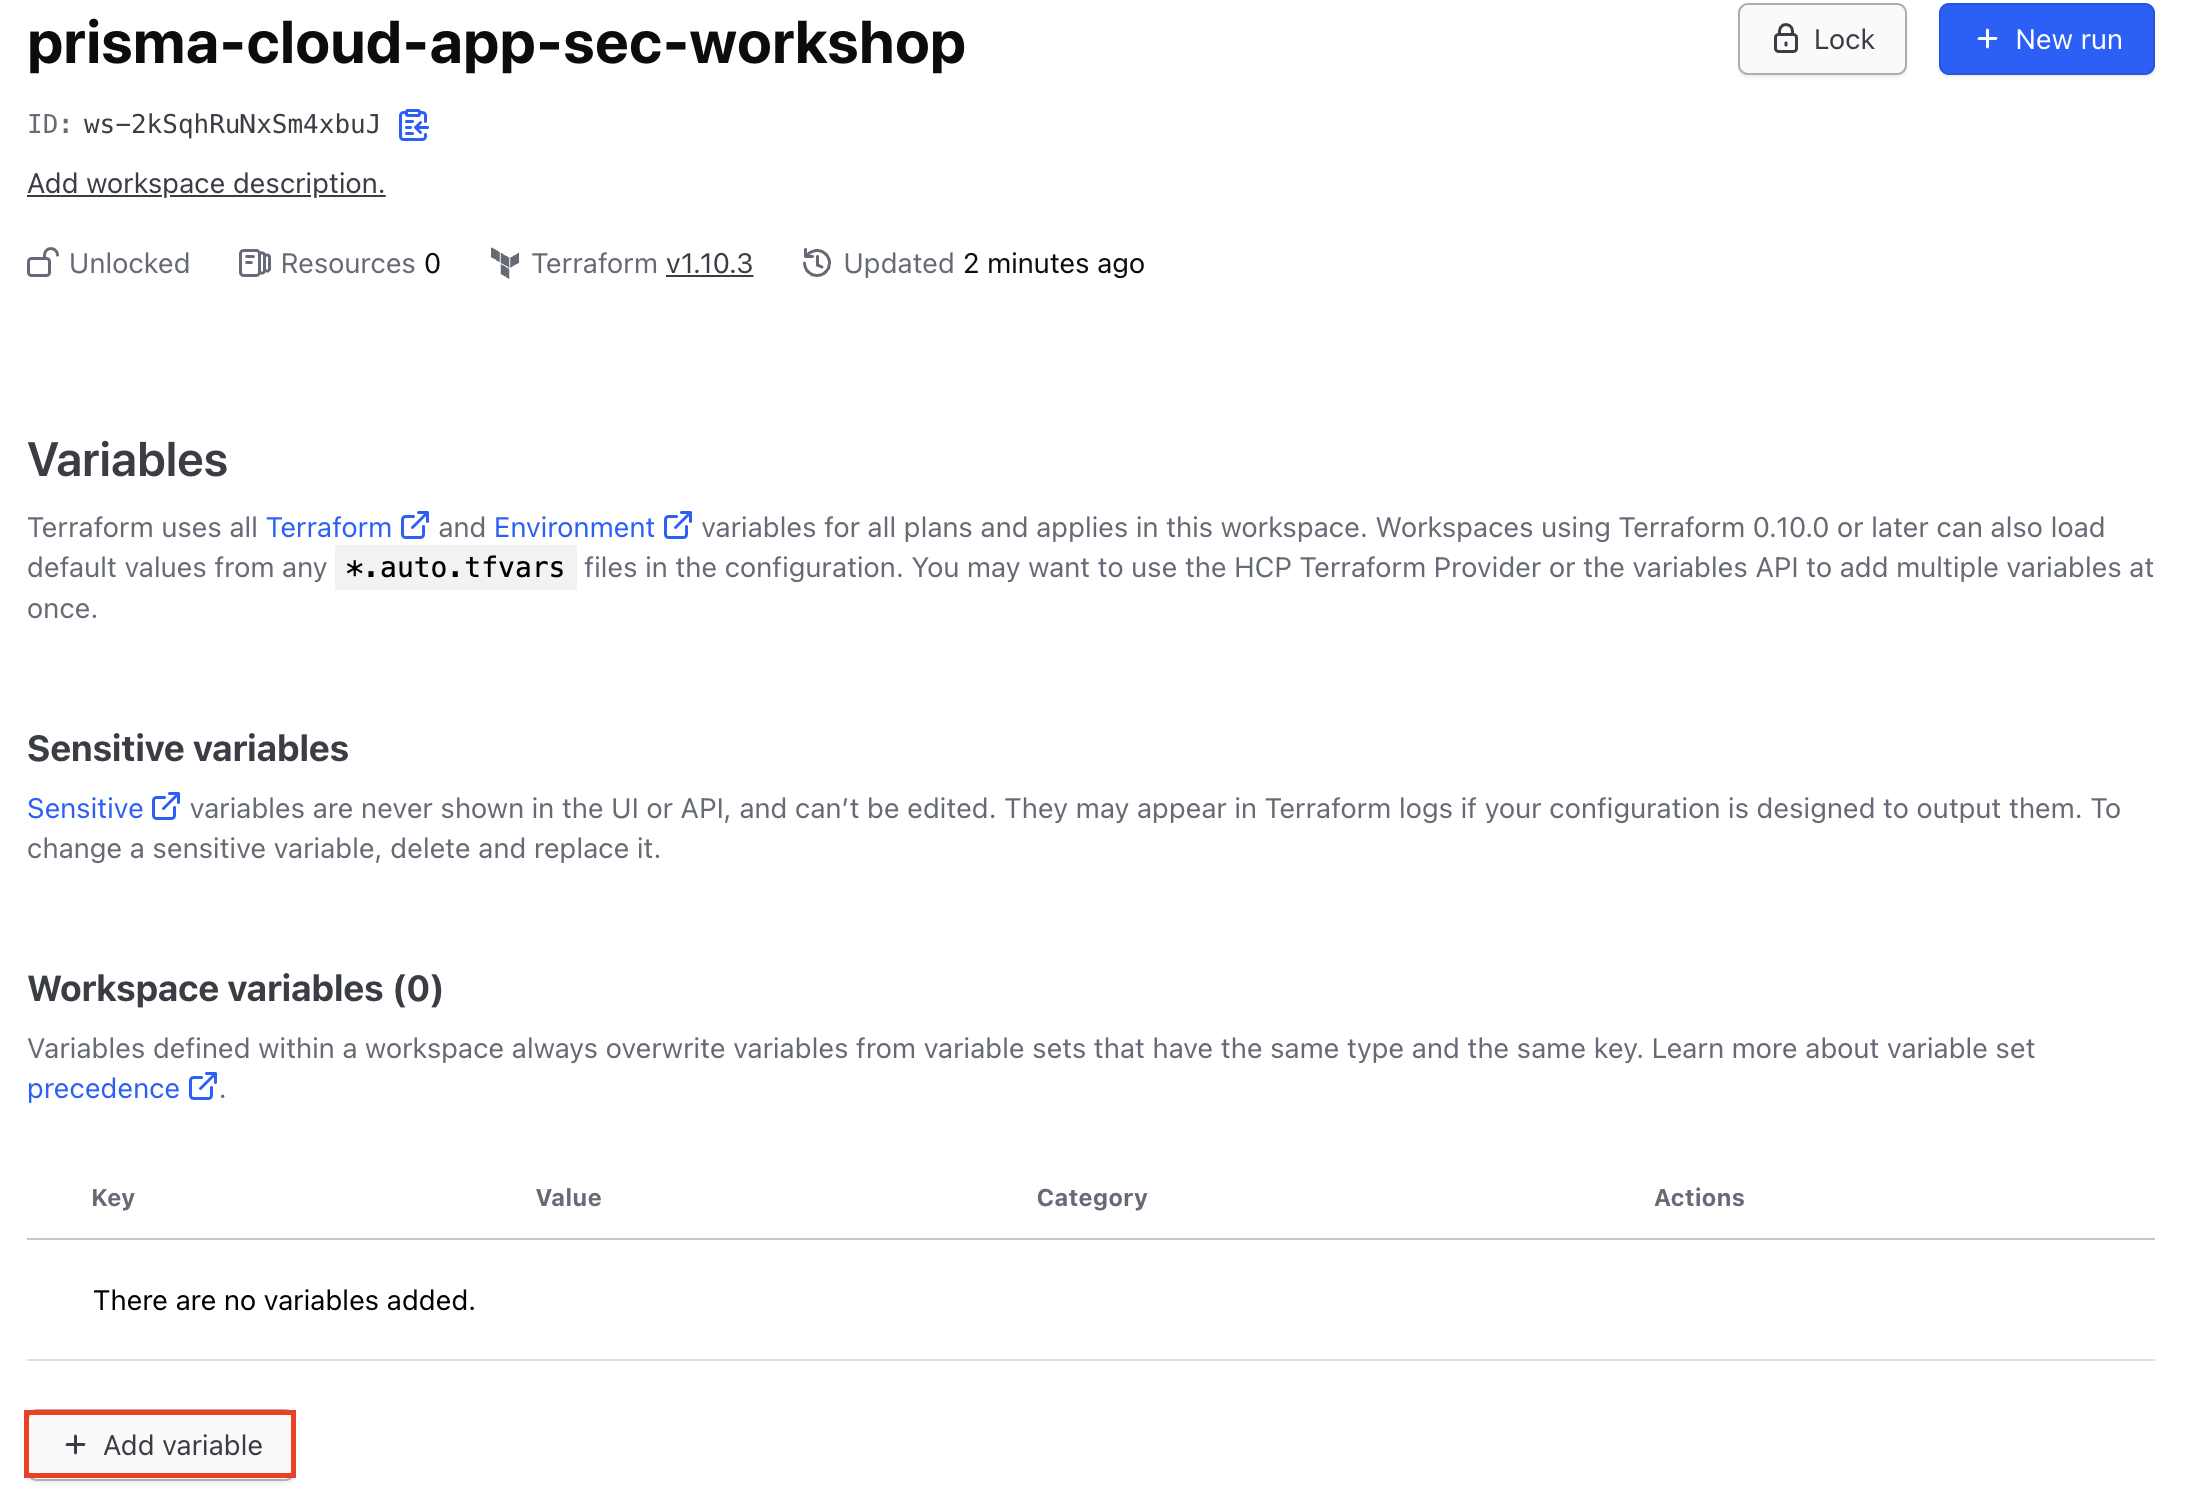 prisma-cloud-app-sec-workshop
Lock
+ New run
ID: ws-2kSqhRuNxSm4xbuJ
Add workspace description.
Unlocked Resources 0 Terraform v1.10.3 Updated 2 minutes ago
Variables
Terraform uses all Terraform and Environment variables for all plans and applies in this workspace. Workspaces using Terraform 0.10.0 or later can also load
default values from any *.auto.tfvars files in the configuration. You may want to use the HCP Terraform Provider or the variables API to add multiple variables at
once.
Sensitive variables
Sensitive variables are never shown in the UI or API, and can’t be edited. They may appear in Terraform logs if your configuration is designed to output them. To
change a sensitive variable, delete and replace it.
Workspace variables (0)
Variables defined within a workspace always overwrite variables from variable sets that have the same type and the same key. Learn more about variable set
precedence .
Key Value Category Actions
There are no variables added.
+ Add variable